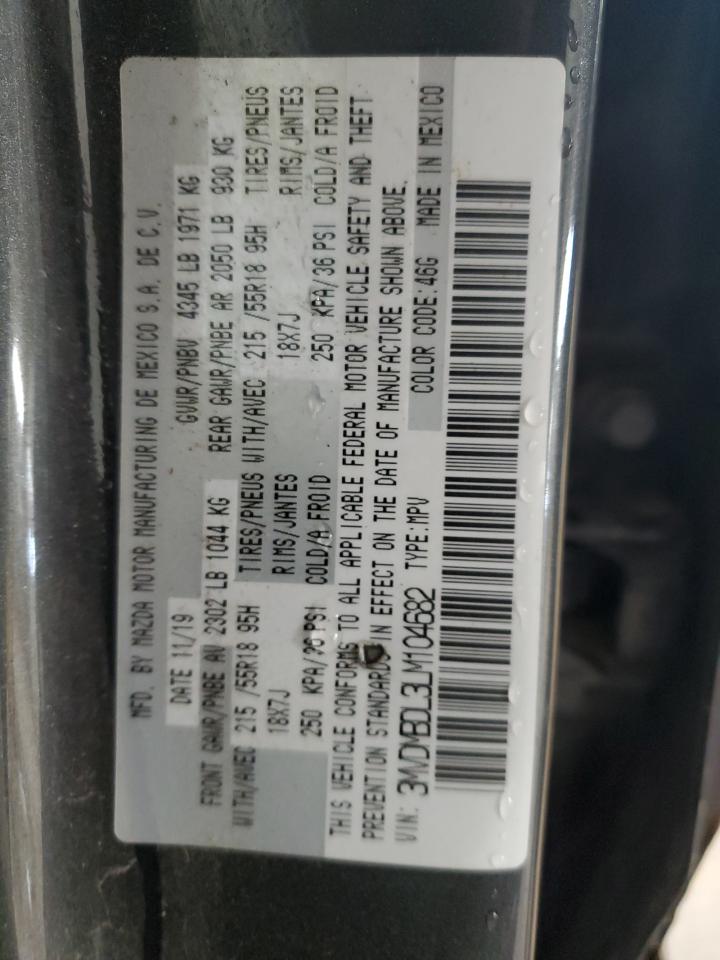 MFD. BY MAZDA MOTOR MANUFACTURING DE MEXICO S.A. DE C.V.
DATE 11/19 GVWR/PNBV 4345 LB 1971 KG
FRONT GAWR/PNBE AV 2302 LB 1044 KG REAR GAWR/PNBE AR 2050 LB 930 KG
WITH/AVEC 215 /55R18 95H TIRES/PNEUS WITH/AVEC 215 /55R18 95H TIRES/PNEUS
18X7J RIMS/JANTES 18X7J RIMS/JANTES
250 KPA/36 PSI COLD/A FROID 250 KPA/36 PSI COLD/A FROID
THIS VEHICLE CONFORMS TO ALL APPLICABLE FEDERAL MOTOR VEHICLE SAFETY AND THEFT
PREVENTION STANDARDS IN EFFECT ON THE DATE OF MANUFACTURE SHOWN ABOVE.
VIN: 3MVDMBDL3LM104682 TYPE:MPV COLOR CODE:46G MADE IN MEXICO